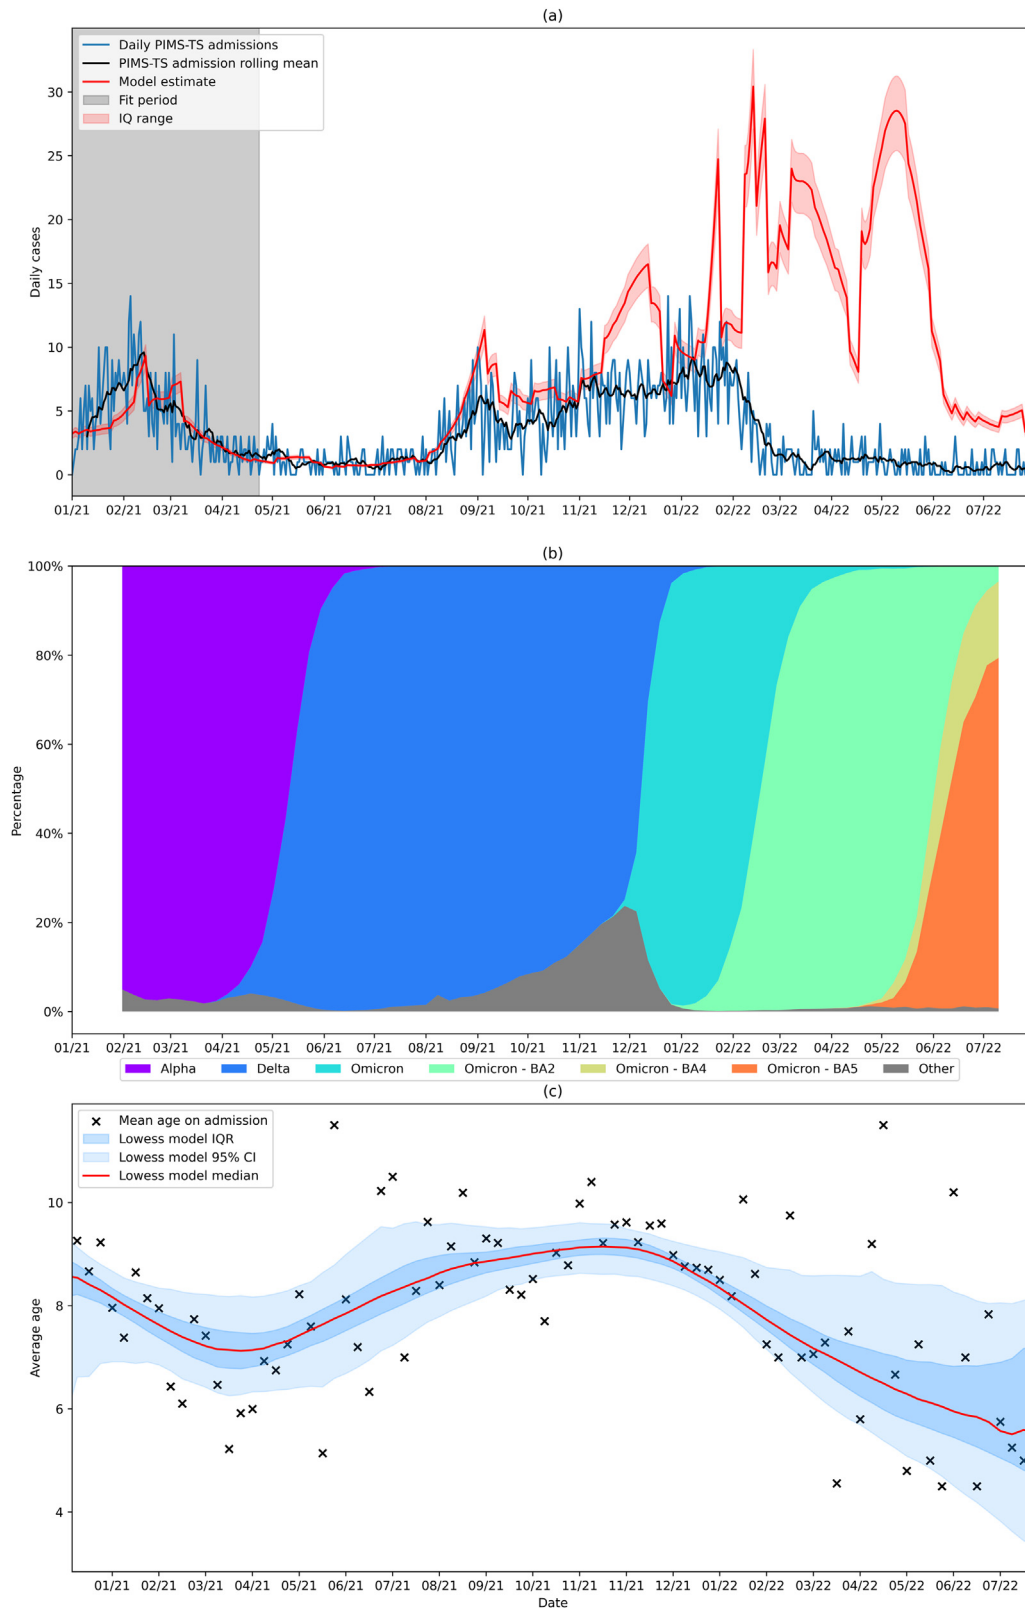 (a)
Daily PIMS-TS admissions
PIMS-TS admission rolling mean
Model estimate
Fit period
IQ range
30
25
20
15
10
5
0
Daily cases
01/21 02/21 03/21 04/21 05/21 06/21 07/21 08/21 09/21 10/21 11/21 12/21 01/22 02/22 03/22 04/22 05/22 06/22 07/22
(b)
100%
80%
60%
40%
20%
0%
Percentage
01/21 02/21 03/21 04/21 05/21 06/21 07/21 08/21 09/21 10/21 11/21 12/21 01/22 02/22 03/22 04/22 05/22 06/22 07/22
Alpha Delta Omicron Omicron - BA2 Omicron - BA4 Omicron - BA5 Other
(c)
Mean age on admission
Lowess model IQR
Lowess model 95% CI
Lowess model median
10
8
6
4
Average age
01/21 02/21 03/21 04/21 05/21 06/21 07/21 08/21 09/21 10/21 11/21 11/21 12/21 01/22 02/22 03/22 04/22 05/22 06/22 07/22
Date